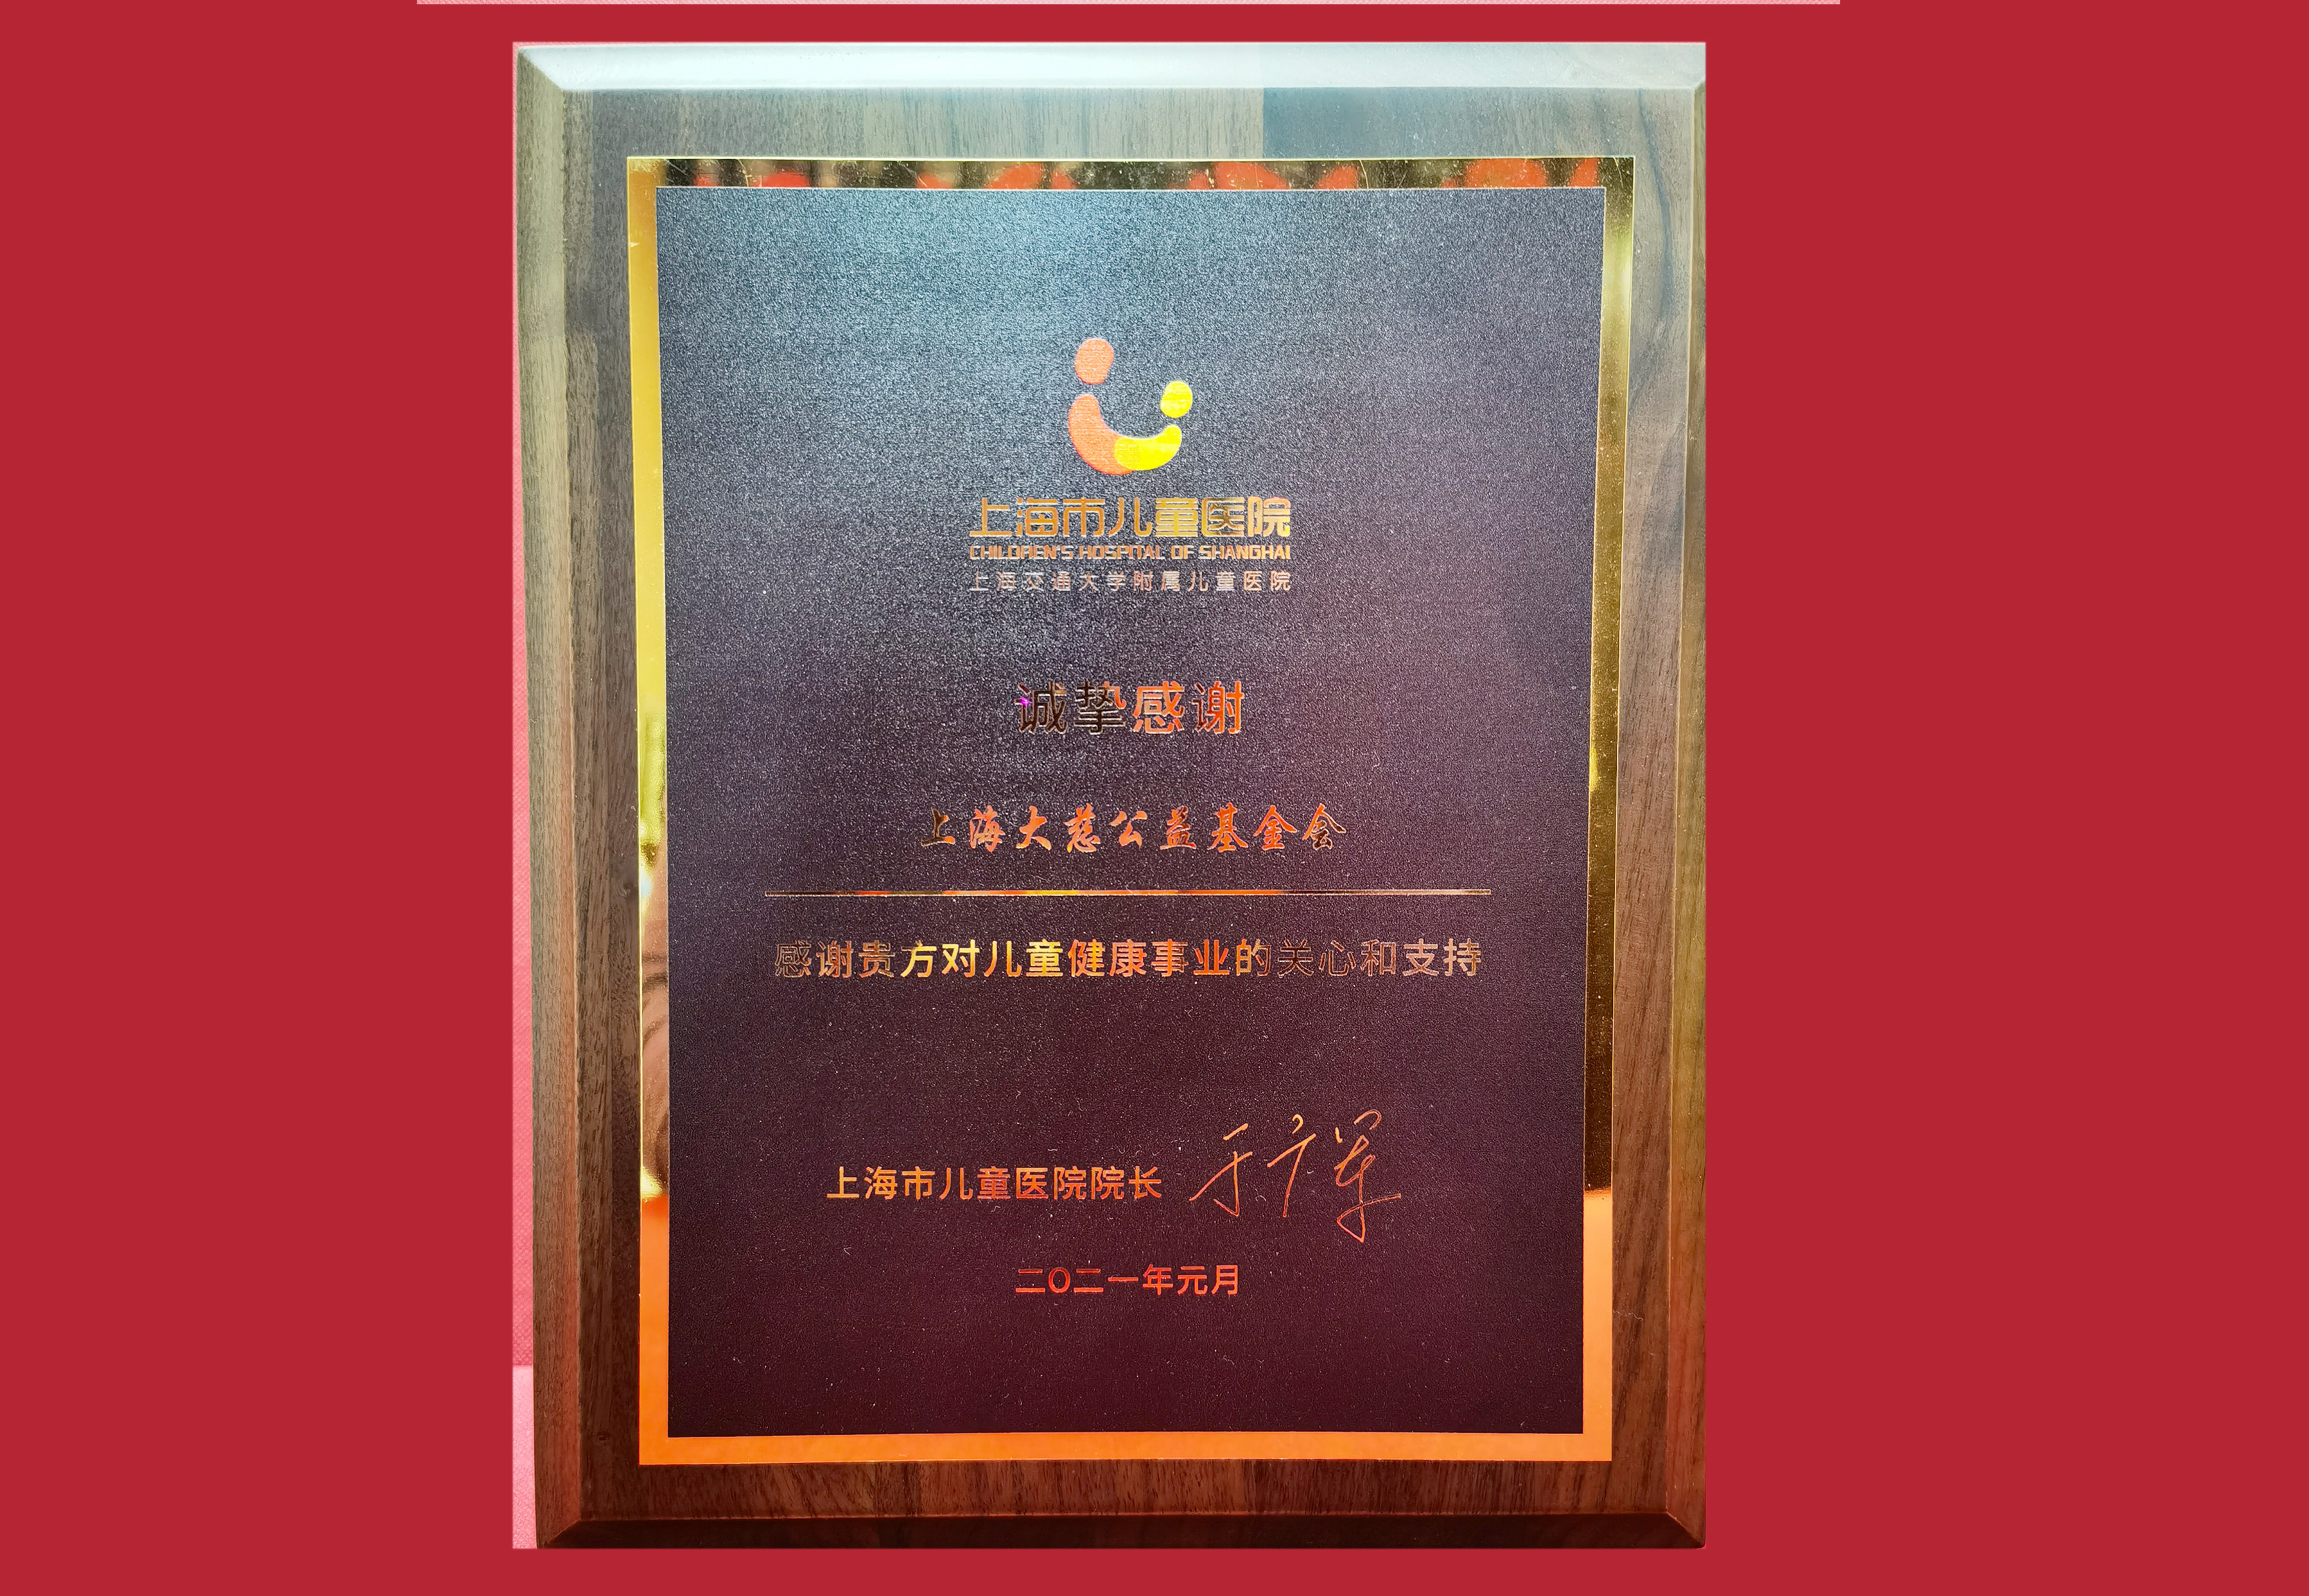 上海市儿童医院
CHILDREN'S HOSPITAL OF SHANGHAI
上海交通大学附属儿童医院
诚挚感谢
上海大慈公益基金会
感谢贵方对儿童健康事业的关心和支持
上海市儿童医院院长 于广军
二〇二一年元月